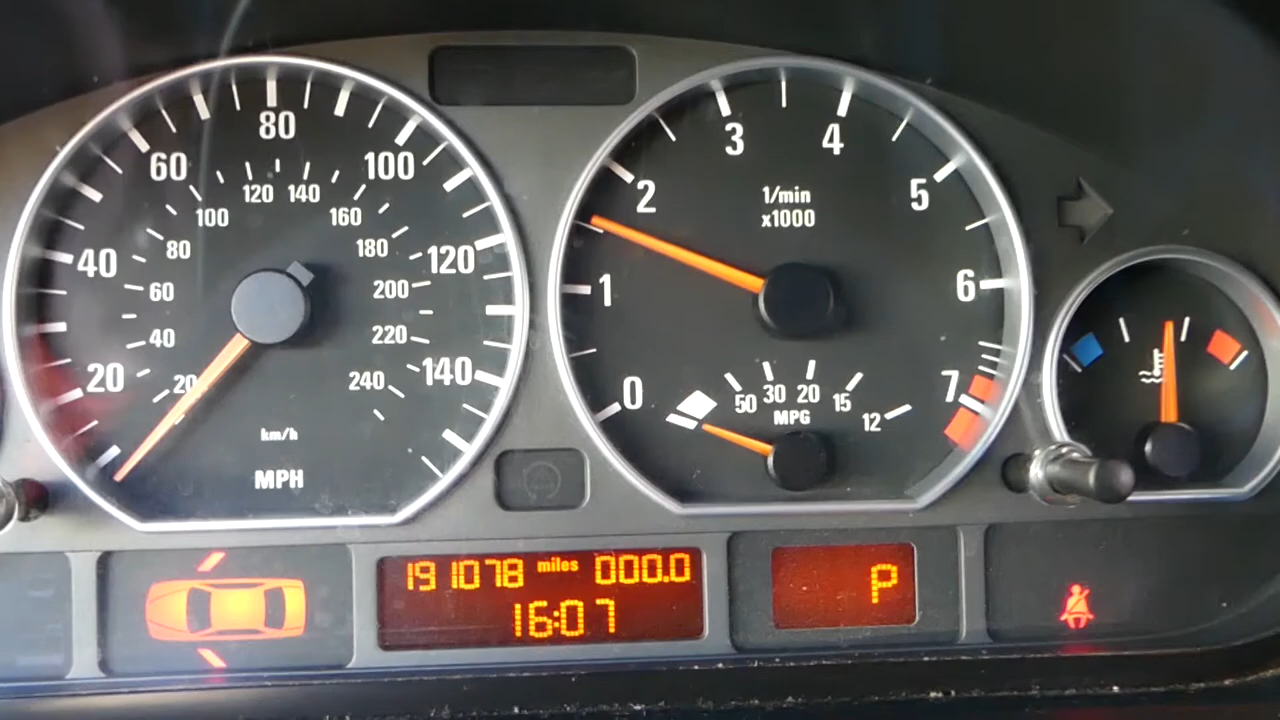 20 40 60 80 100 120 140
20 40 60 80 100 120 140 160 180 200 220 240
km/h
MPH
0 1 2 3 4 5 6 7
1/min
x1000
50 30 20 15 12
MPG
191078 miles 000.0
16:07
P